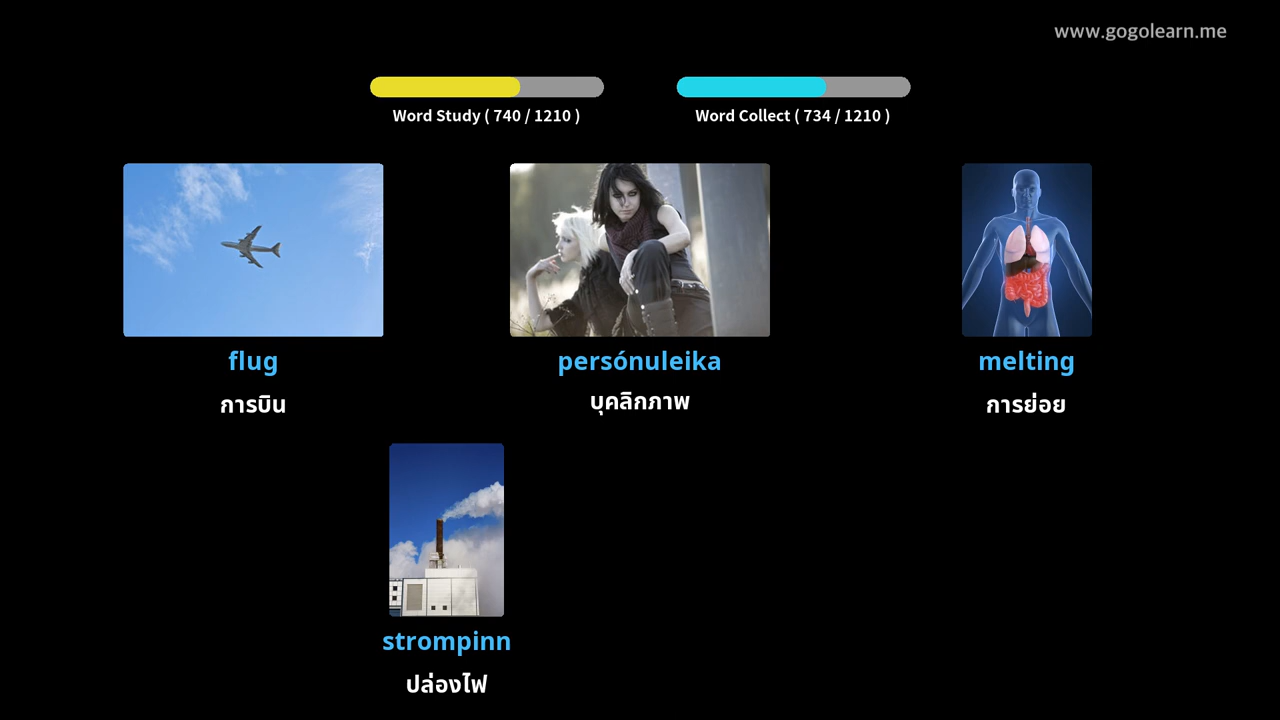 www.gogolearn.me
Word Study ( 740 / 1210 )
Word Collect ( 734 / 1210 )
flug
persónuleika
melting
การบิน
บุคลิกภาพ
การย่อย
strompinn
ปล่องไฟ